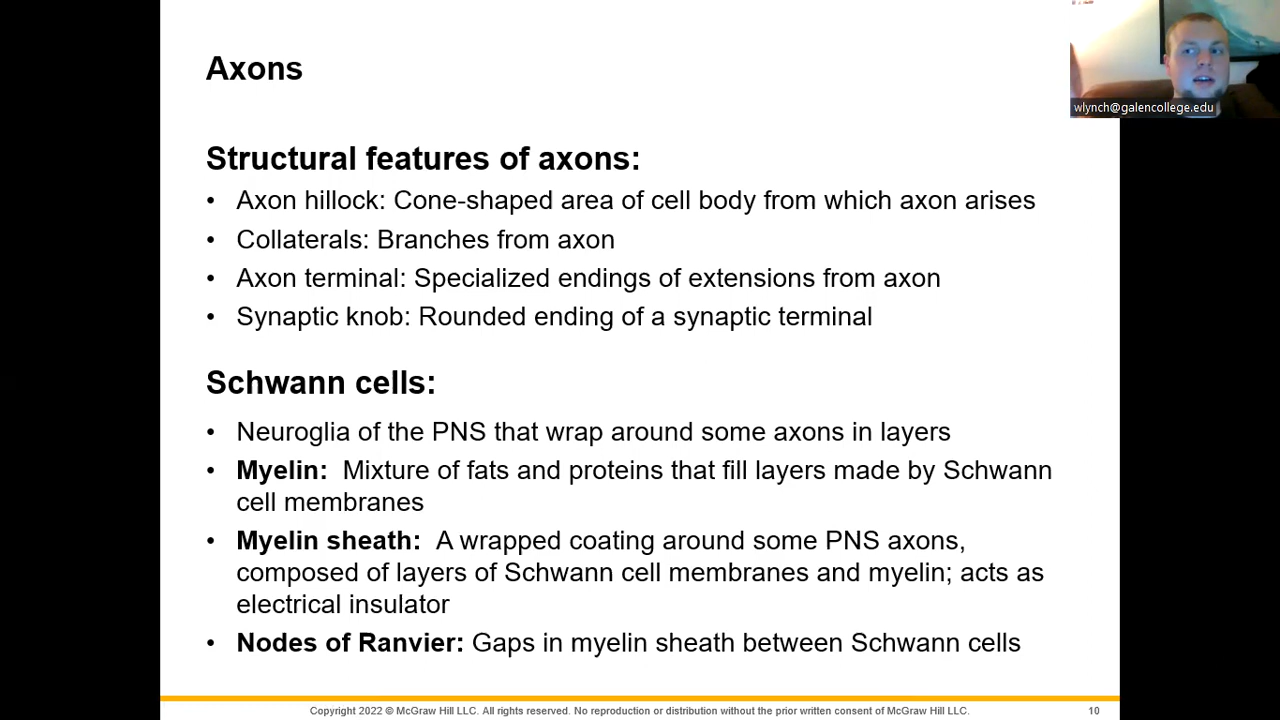 Axons
wlynch@galencollege.edu
Structural features of axons:
• Axon hillock: Cone-shaped area of cell body from which axon arises
• Collaterals: Branches from axon
• Axon terminal: Specialized endings of extensions from axon
• Synaptic knob: Rounded ending of a synaptic terminal
Schwann cells:
• Neuroglia of the PNS that wrap around some axons in layers
• Myelin: Mixture of fats and proteins that fill layers made by Schwann
cell membranes
• Myelin sheath: A wrapped coating around some PNS axons,
composed of layers of Schwann cell membranes and myelin; acts as
electrical insulator
• Nodes of Ranvier: Gaps in myelin sheath between Schwann cells
Copyright 2022 © McGraw Hill LLC. All rights reserved. No reproduction or distribution without the prior written consent of McGraw Hill LLC.
10